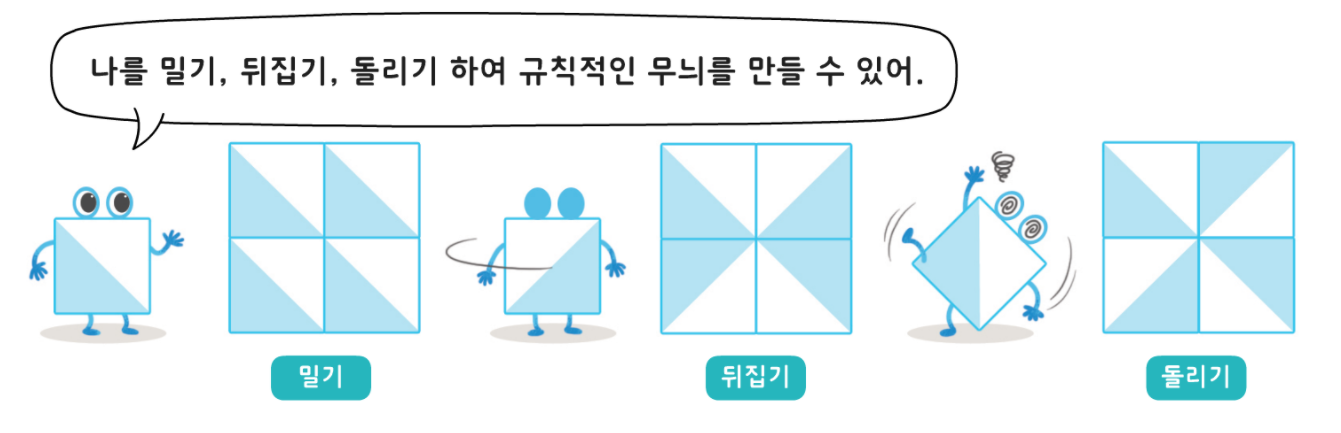 나를 밀기, 뒤집기, 돌리기 하여 규칙적인 무늬를 만들 수 있어.
밀기
뒤집기
돌리기